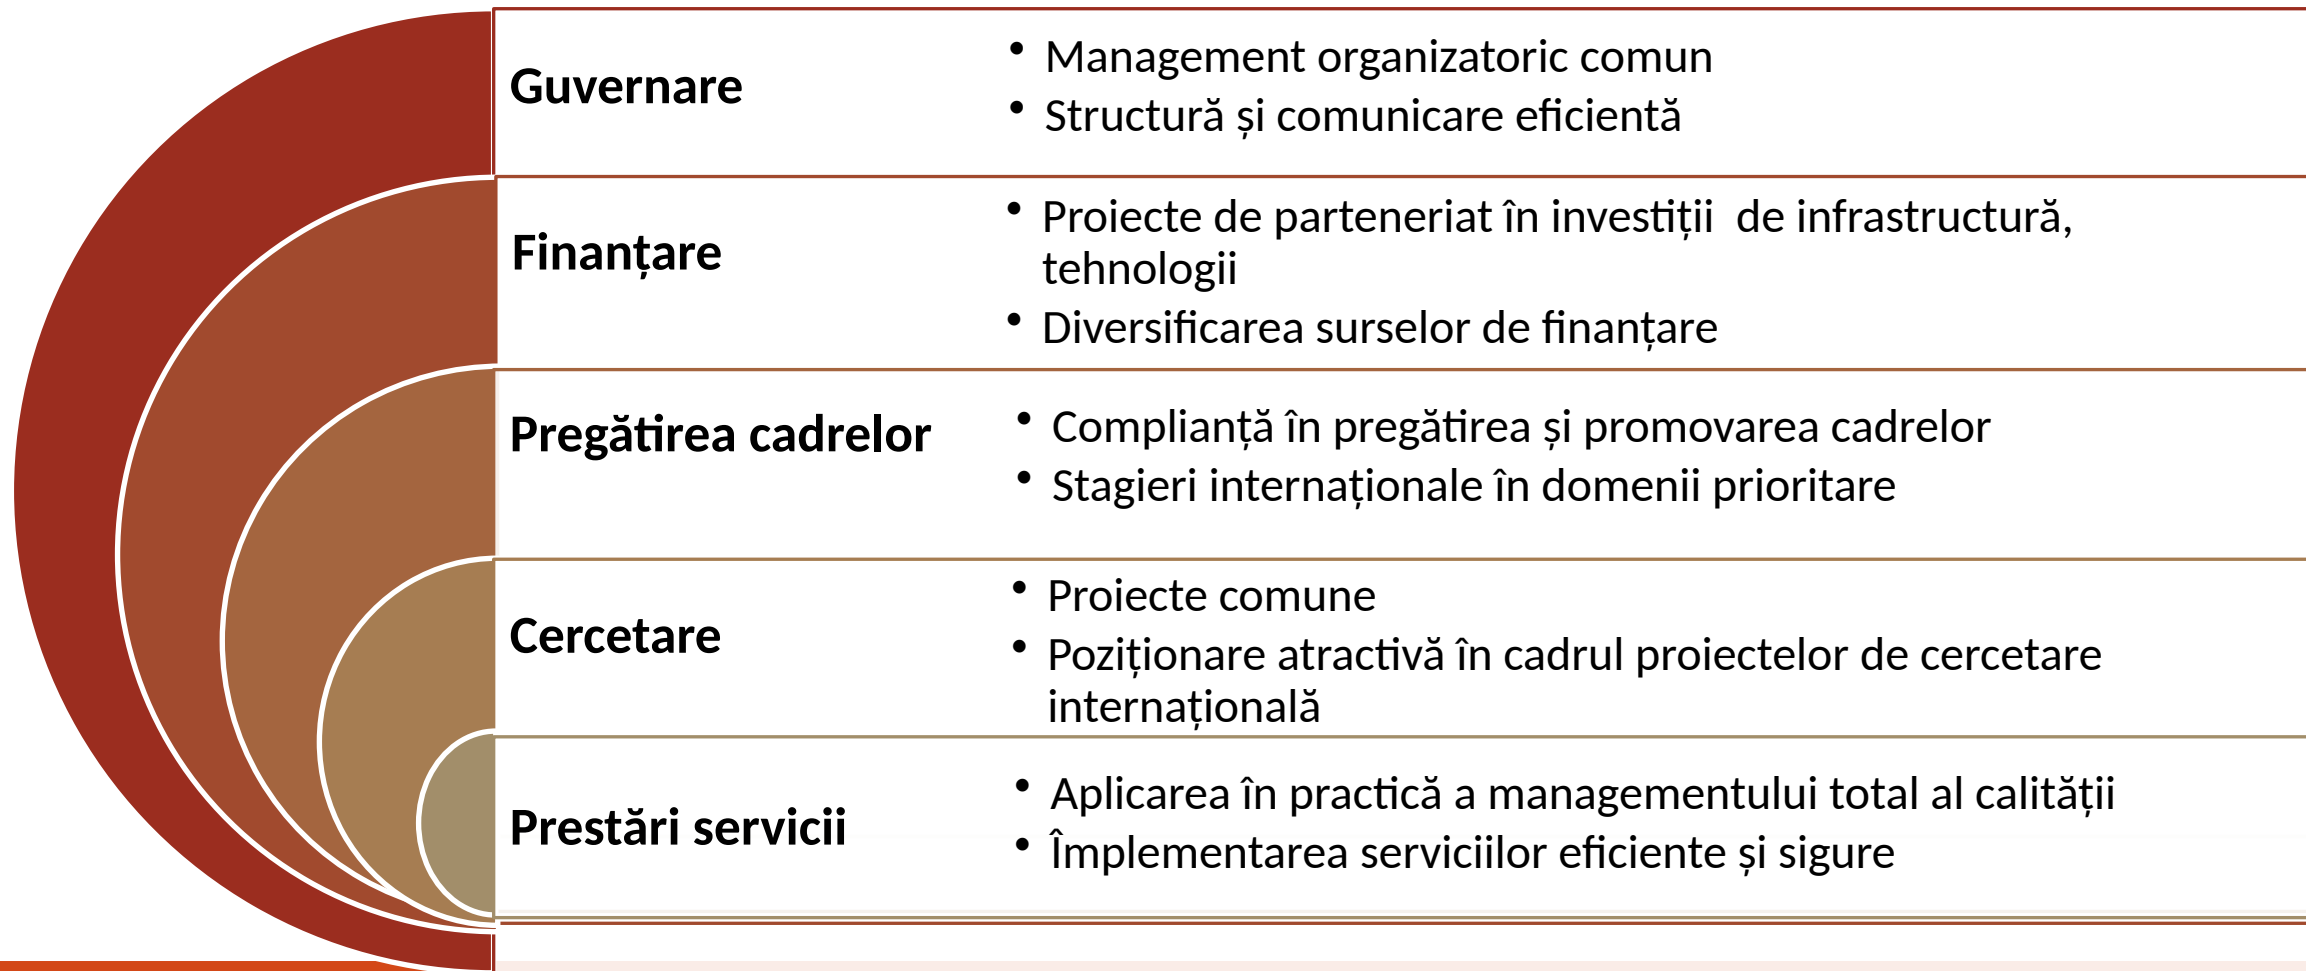 Guvernare
• Management organizatoric comun
• Structură și comunicare eficientă
Finanțare
• Proiecte de parteneriat în investiții  de infrastructură,
tehnologii
• Diversificarea surselor de finanțare
Pregătirea cadrelor
• Complianță în pregătirea și promovarea cadrelor
• Stagieri internaționale în domenii prioritare
Cercetare
• Proiecte comune
• Poziționare atractivă în cadrul proiectelor de cercetare
internațională
Prestări servicii
• Aplicarea în practică a managementului total al calității
• Împlementarea serviciilor eficiente și sigure